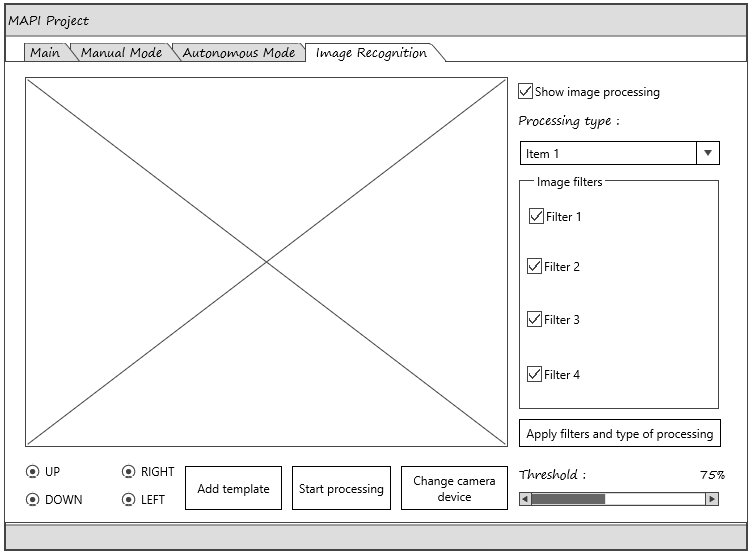 MAPI Project
Main
Manual Mode
Autonomous Mode
Image Recognition
Show image processing
Processing type :
Item 1
Image filters
Filter 1
Filter 2
Filter 3
Filter 4
Apply filters and type of processing
UP
RIGHT
DOWN
LEFT
Add template
Start processing
Change camera
device
Threshold :
75%